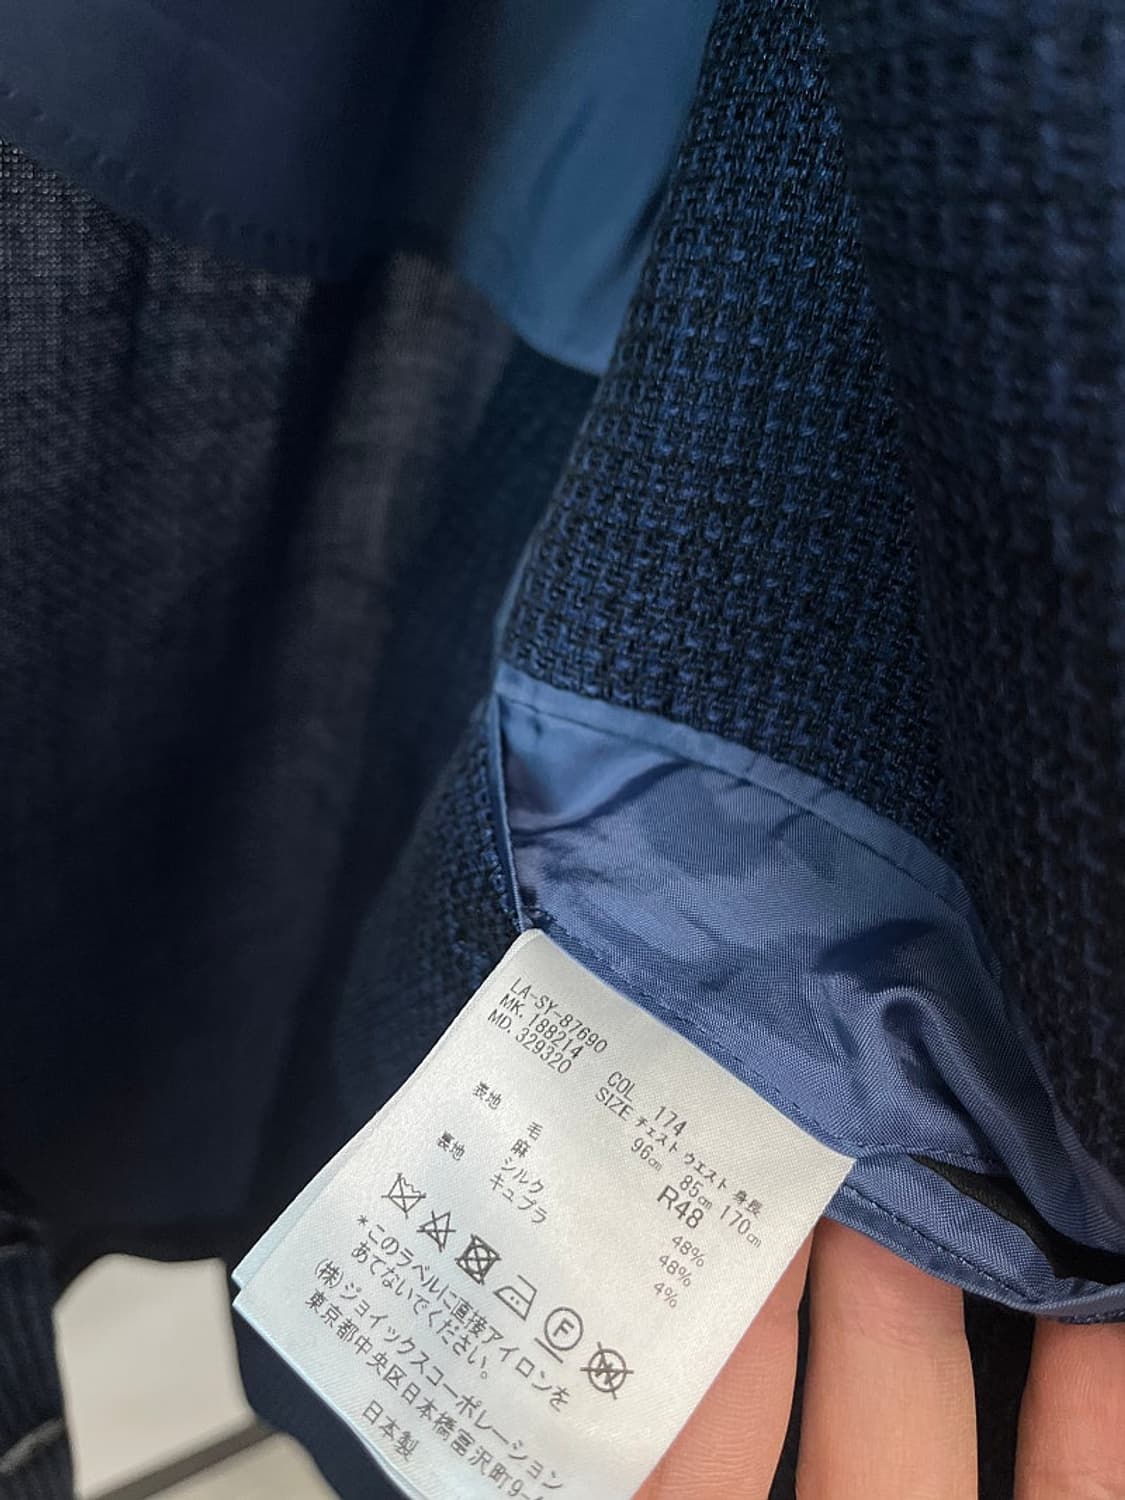 LA-SY-87690
MK. 188214
MD. 329320
COL 174
SIZE チェスト ウエスト 身長
96cm 85cm 170cm
R48
表地 毛 48%
麻 48%
シルク 4%
裏地 キュプラ
F
W
*このラベルに直接アイロンを
あてないでください。
(株)ジョイックスコーポレーション
東京都中央区日本橋富沢町9-
日本製